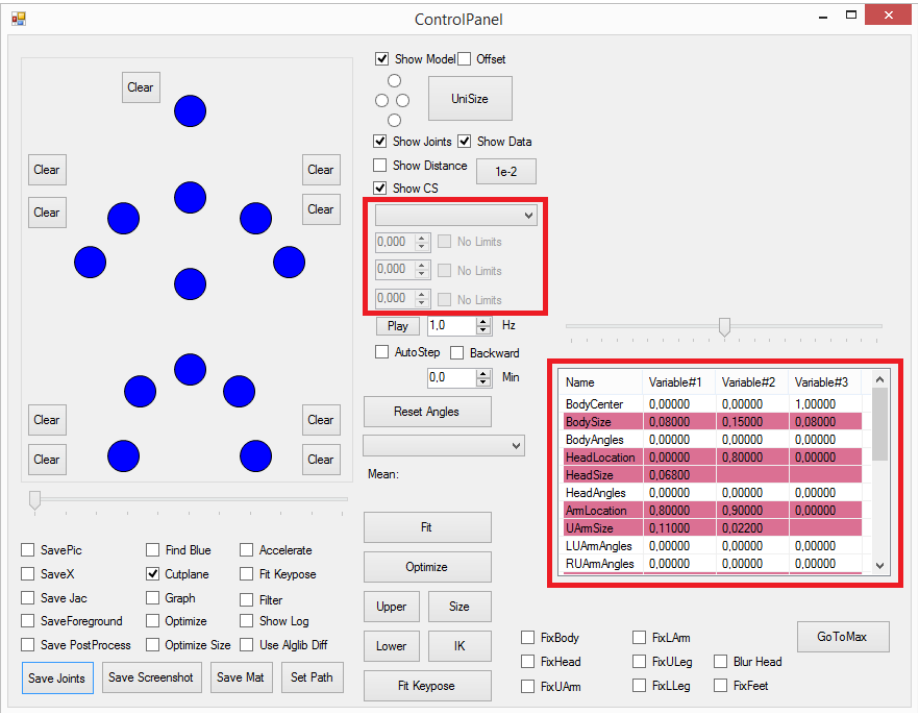 ControlPanel
Show Model Offset
Clear
UniSize
Show Joints Show Data
Clear Clear
Show Distance 1e-2
Show CS
Clear Clear
0,000 No Limits
0,000 No Limits
0,000 No Limits
Play 1,0 Hz
AutoStep Backward
0,0 Min
Reset Angles
Clear Clear
Clear Clear
Mean:
Name Variable#1 Variable#2 Variable#3
BodyCenter 0,00000 0,00000 1,00000
BodySize 0,08000 0,15000 0,08000
BodyAngles 0,00000 0,00000 0,00000
HeadLocation 0,00000 0,80000 0,00000
HeadSize 0,06800
HeadAngles 0,00000 0,00000 0,00000
ArmLocation 0,80000 0,90000 0,00000
UArmSize 0,11000 0,02200
LUArmAngles 0,00000 0,00000 0,00000
RUArmAngles 0,00000 0,00000 0,00000
Fit
Optimize
Upper Size
Lower IK
Fit Keypose
SavePic Find Blue Accelerate
SaveX Cutplane Fit Keypose
Save Jac Graph Filter
SaveForeground Optimize Show Log
Save PostProcess Optimize Size Use Alglib Diff
Save Joints Save Screenshot Save Mat Set Path
FixBody FixLArm GoToMax
FixHead FixULeg Blur Head
FixUArm FixLLeg FixFeet